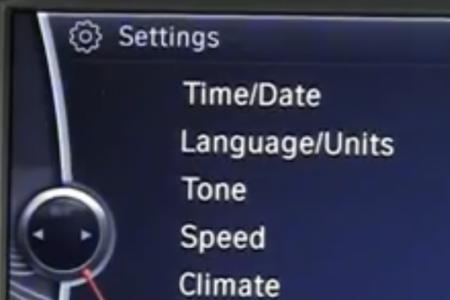 Settings
Time/Date
Language/Units
Tone
Speed
Climate